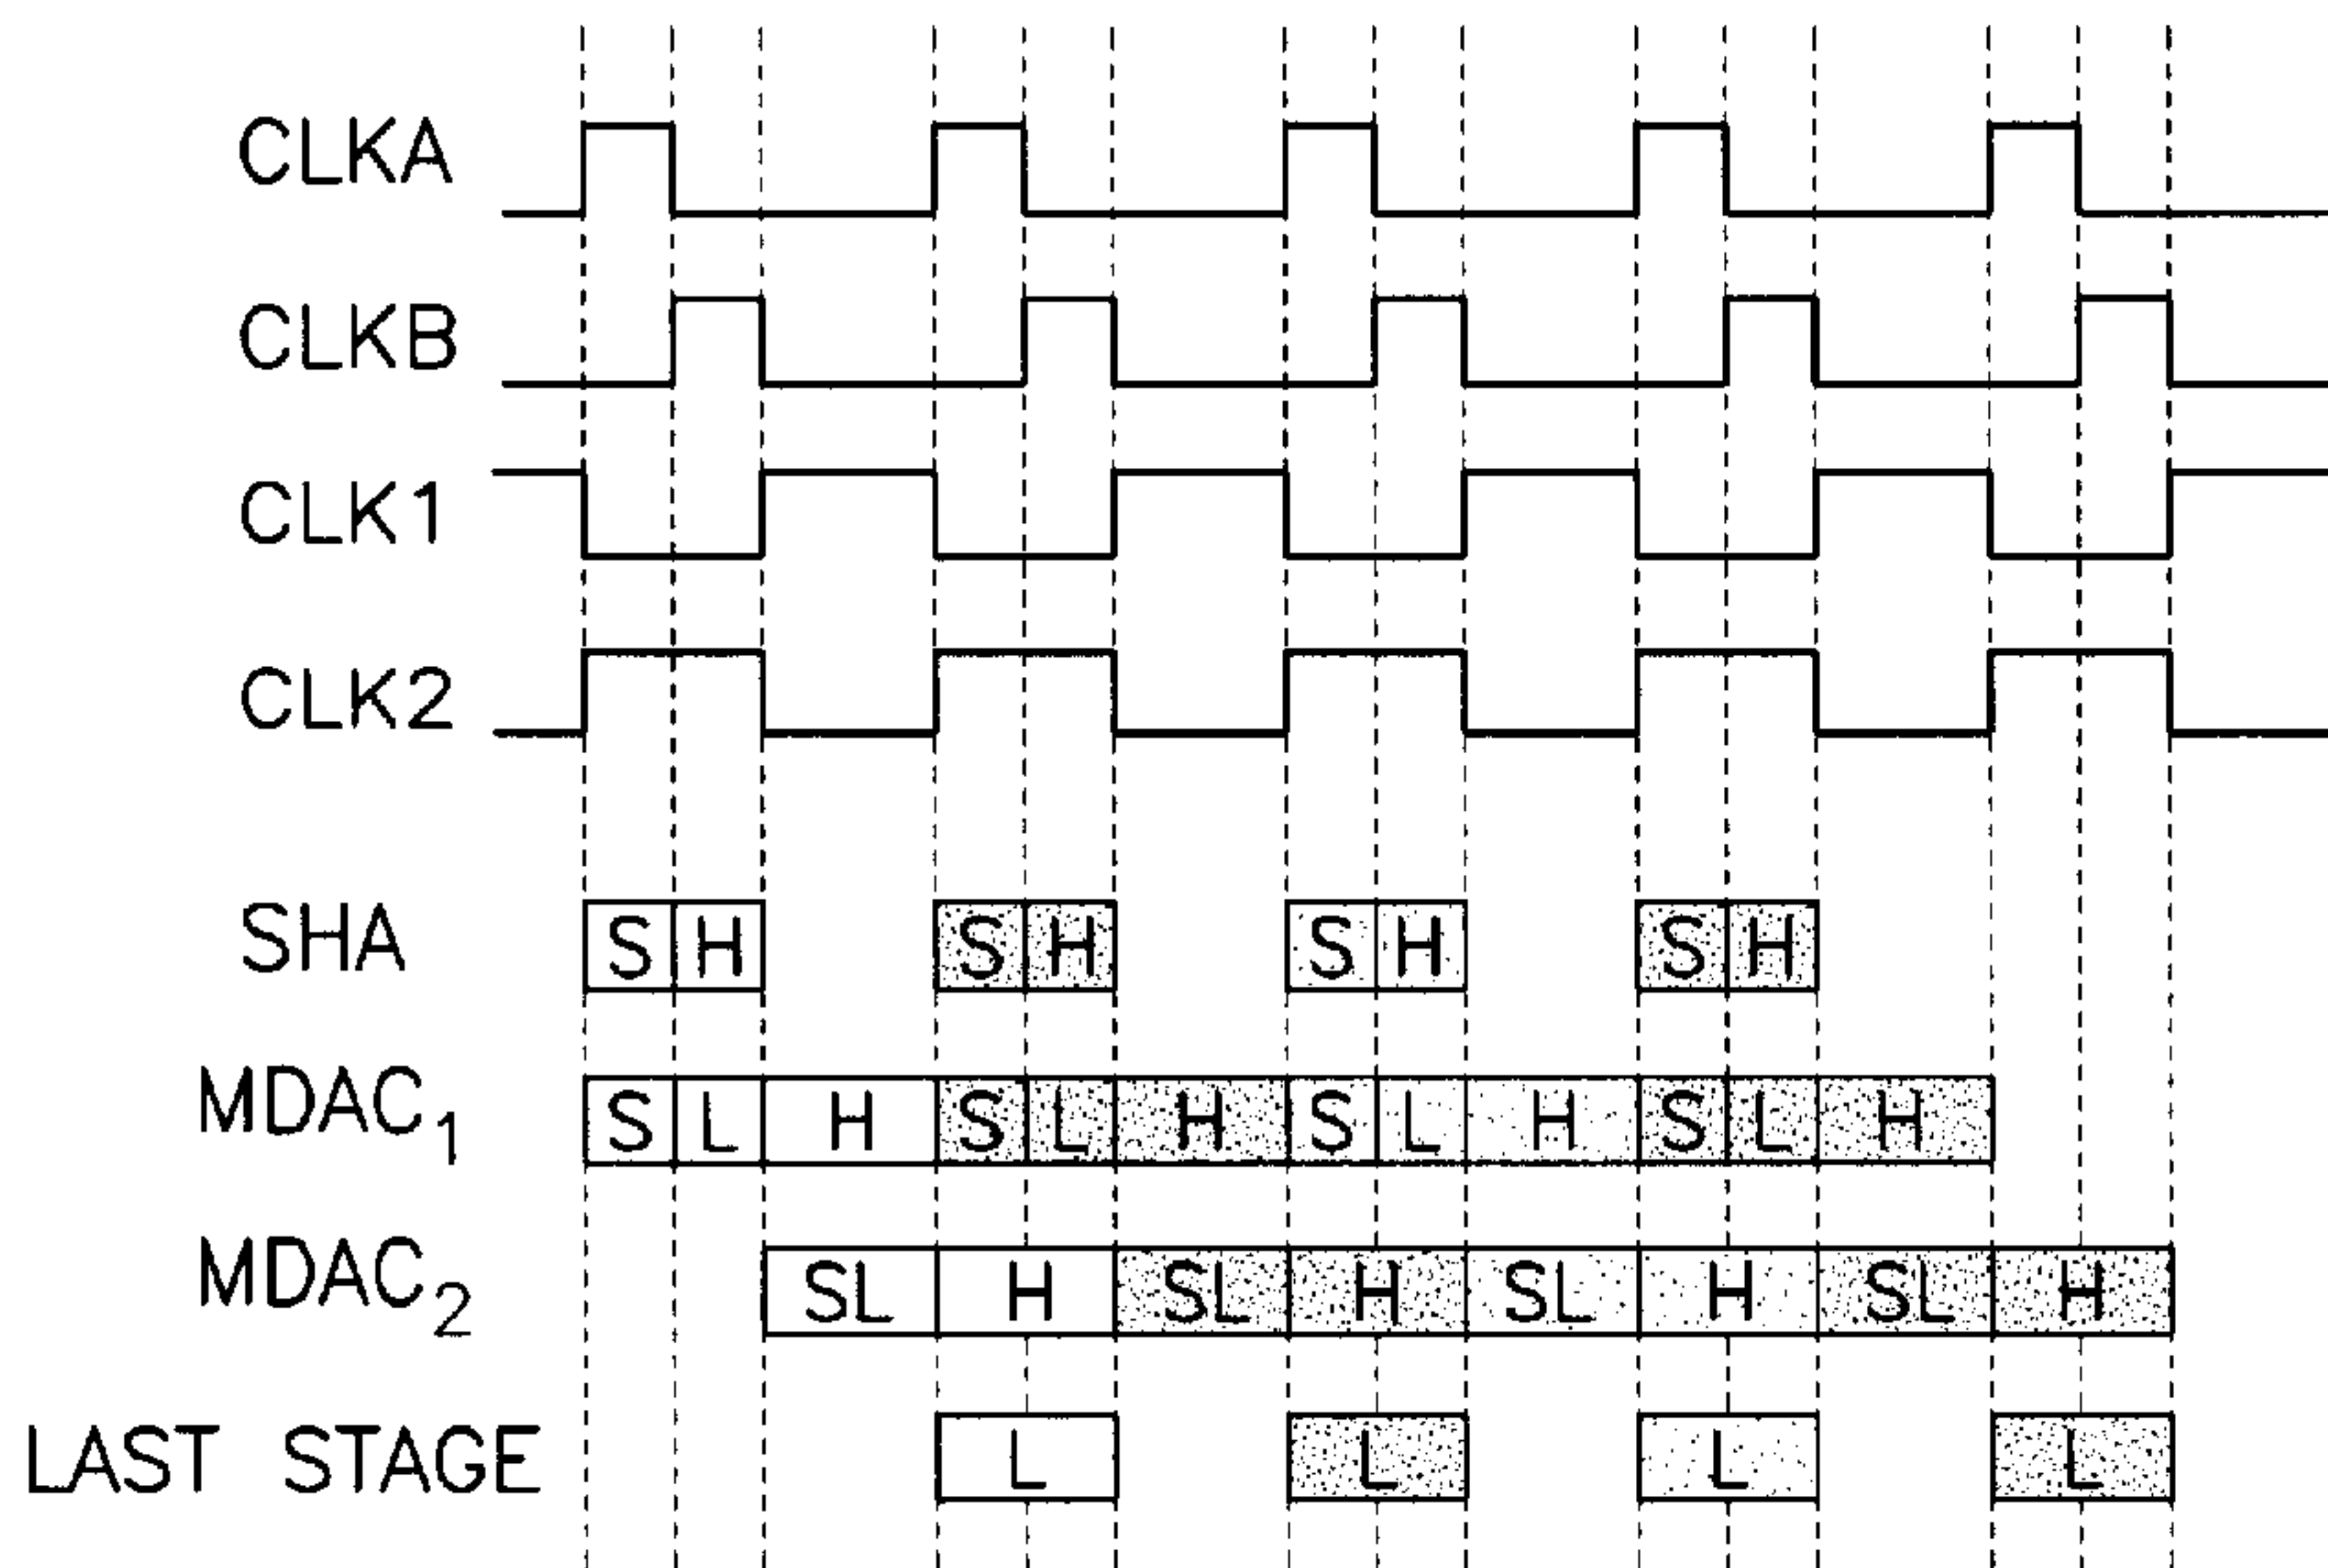 CLKA
CLKB
CLK1
CLK2
SHA S H S H S H S H
MDAC1 S L H S L H S L H S L H
MDAC2 SL H SL H SL H SL H
LAST STAGE L L L L